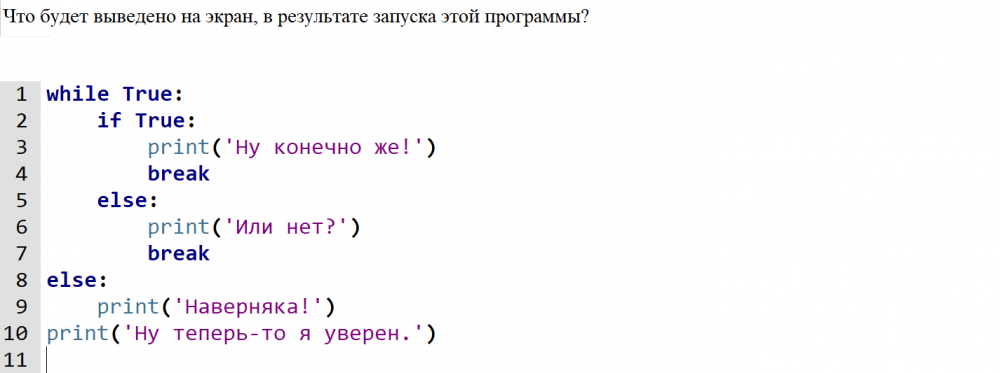 Что будет выведено на экран, в результате запуска этой программы?
1 while True:
2     if True:
3         print('Ну конечно же!')
4         break
5     else:
6         print('Или нет?')
7         break
8 else:
9     print('Наверняка!')
10 print('Ну теперь-то я уверен.')
11